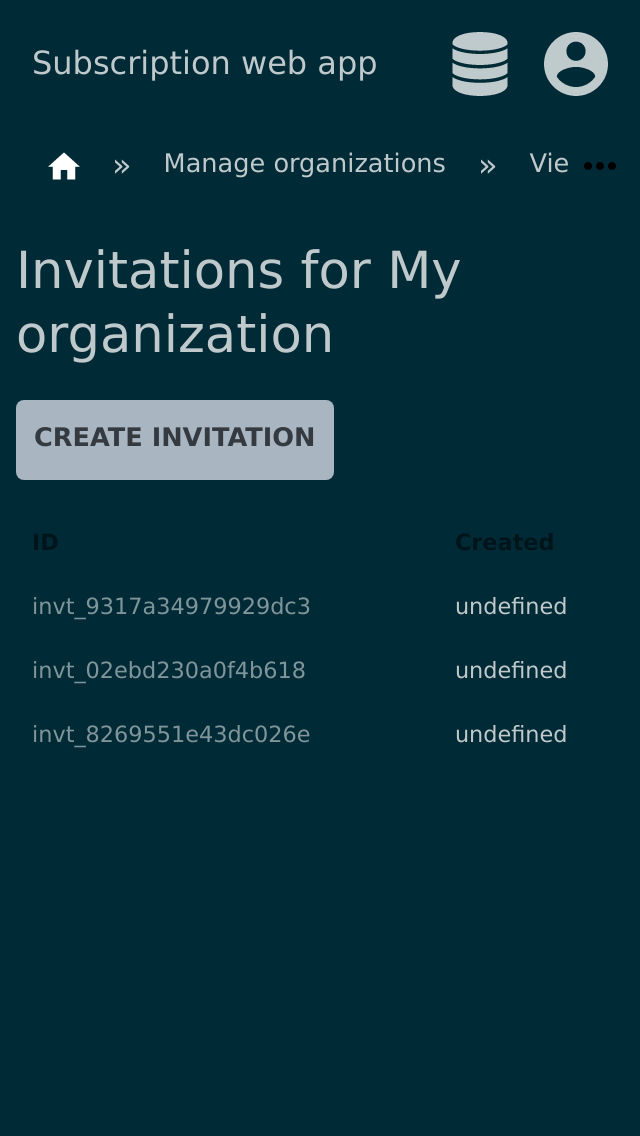 Subscription web app
» Manage organizations » Vie •••
Invitations for My
organization
CREATE INVITATION
ID Created
invt_9317a34979929dc3 undefined
invt_02ebd230a0f4b618 undefined
invt_8269551e43dc026e undefined